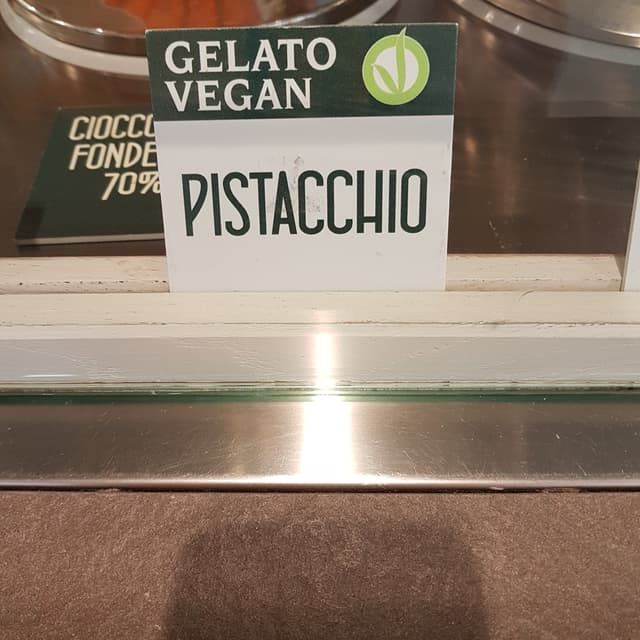 GELATO
VEGAN
PISTACCHIO
70%